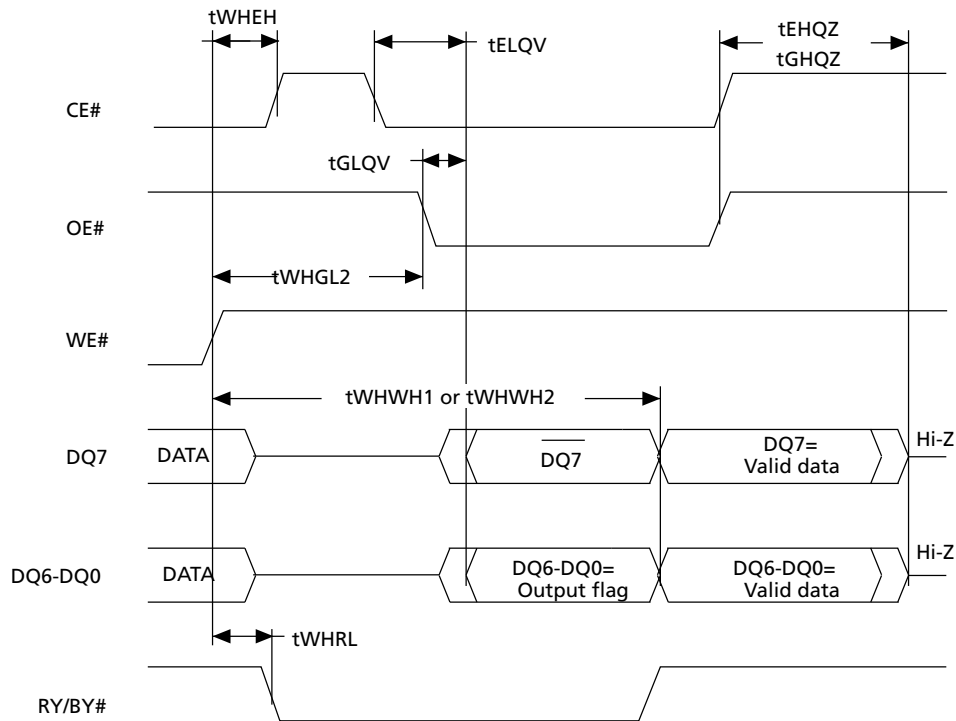 tWHEH
tELQV
tEHQZ
tGHQZ
CE#
tGLQV
OE#
tWHGL2
WE#
tWHWH1 or tWHWH2
DQ7
DATA
DQ7
DQ7=
Valid data
Hi-Z
DQ6-DQ0
DATA
DQ6-DQ0=
Output flag
DQ6-DQ0=
Valid data
Hi-Z
tWHRL
RY/BY#